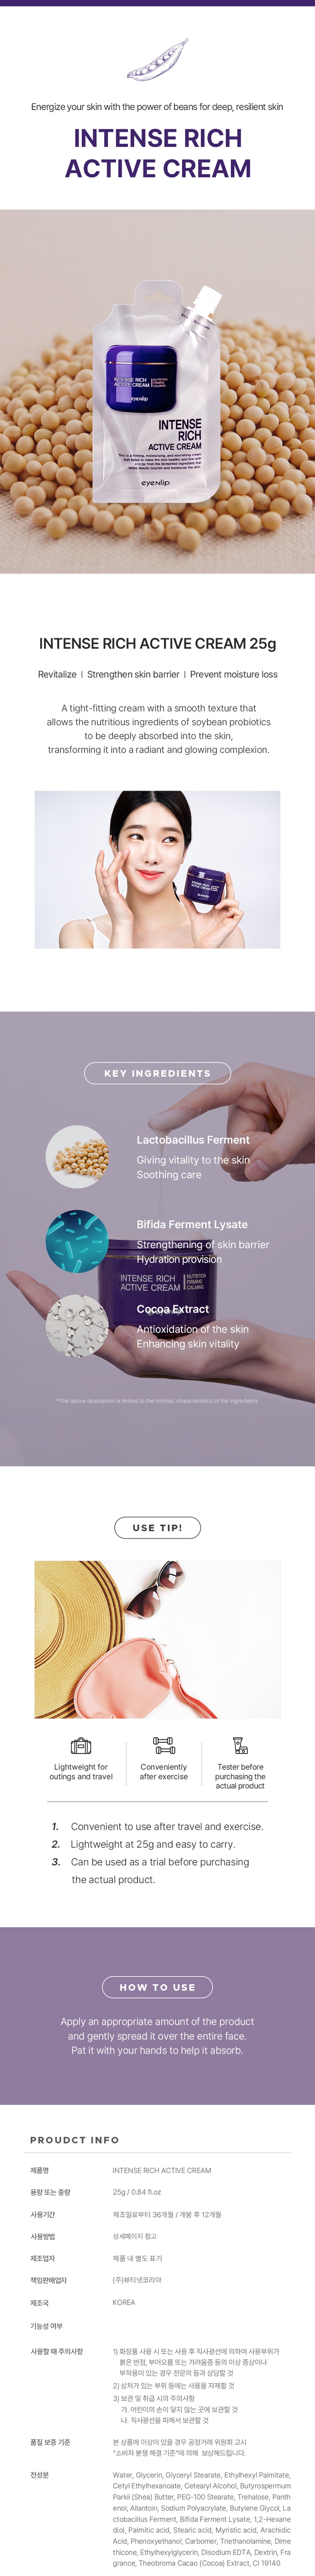 Energize your skin with the power of beans for deep, resilient skin
INTENSE RICH
ACTIVE CREAM
INTENSE RICH
ACTIVE CREAM
NUTRITION
FIRMING
CALMING
eyeNlip
INTENSE
RICH
ACTIVE CREAM
eyeNlip
INTENSE RICH ACTIVE CREAM 25g
Revitalize | Strengthen skin barrier | Prevent moisture loss
A tight-fitting cream with a smooth texture that
allows the nutritious ingredients of soybean probiotics
to be deeply absorbed into the skin,
transforming it into a radiant and glowing complexion.
KEY INGREDIENTS
Lactobacillus Ferment
Giving vitality to the skin
Soothing care
Bifida Ferment Lysate
Strengthening of skin barrier
Hydration provision
INTENSE RICH
ACTIVE CREAM
NUTRITION
FIRMING
CALMING
Cocoa Extract
Antioxidation of the skin
Enhancing skin vitality
*The above description is limited to the intrinsic characteristics of the ingredients
USE TIP!
Lightweight for
outings and travel
Conveniently
after exercise
Tester before
purchasing the
actual product
1. Convenient to use after travel and exercise.
2. Lightweight at 25g and easy to carry.
3. Can be used as a trial before purchasing
the actual product.
HOW TO USE
Apply an appropriate amount of the product
and gently spread it over the entire face.
Pat it with your hands to help it absorb.
PROUDCT INFO
제품명 INTENSE RICH ACTIVE CREAM
용량 또는 중량 25g / 0.84 fl.oz
사용기간 제조일로부터 36개월 / 개봉 후 12개월
사용방법 상세페이지 참고
제조업자 제품 내 별도 표기
책임판매업자 (주)뷰티넷코리아
제조국 KOREA
기능성 여부
사용할 때 주의사항 1) 화장품 사용 시 또는 사용 후 직사광선에 의하여 사용부위가
붉은 반점, 부어오름 또는 가려움증 등의 이상 증상이나
부작용이 있는 경우 전문의 등과 상담할 것
2) 상처가 있는 부위 등에는 사용을 자제할 것
3) 보관 및 취급 시의 주의사항
가. 어린이의 손이 닿지 않는 곳에 보관할 것
나. 직사광선을 피해서 보관할 것
품질 보증 기준 본 상품에 이상이 있을 경우 공정거래 위원회 고시
"소비자 분쟁 해결 기준"에 의해 보상해드립니다.
전성분 Water, Glycerin, Glyceryl Stearate, Ethylhexyl Palmitate,
Cetyl Ethylhexanoate, Cetearyl Alcohol, Butyrospermum
Parkii (Shea) Butter, PEG-100 Stearate, Trehalose, Panth
enol, Allantoin, Sodium Polyacrylate, Butylene Glycol, La
ctobacillus Ferment, Bifida Ferment Lysate, 1,2-Hexane
diol, Palmitic acid, Stearic acid, Myristic acid, Arachidic
Acid, Phenoxyethanol, Carbomer, Triethanolamine, Dime
thicone, Ethylhexylglycerin, Disodium EDTA, Dextrin, Fra
grance, Theobroma Cacao (Cocoa) Extract, CI 19140